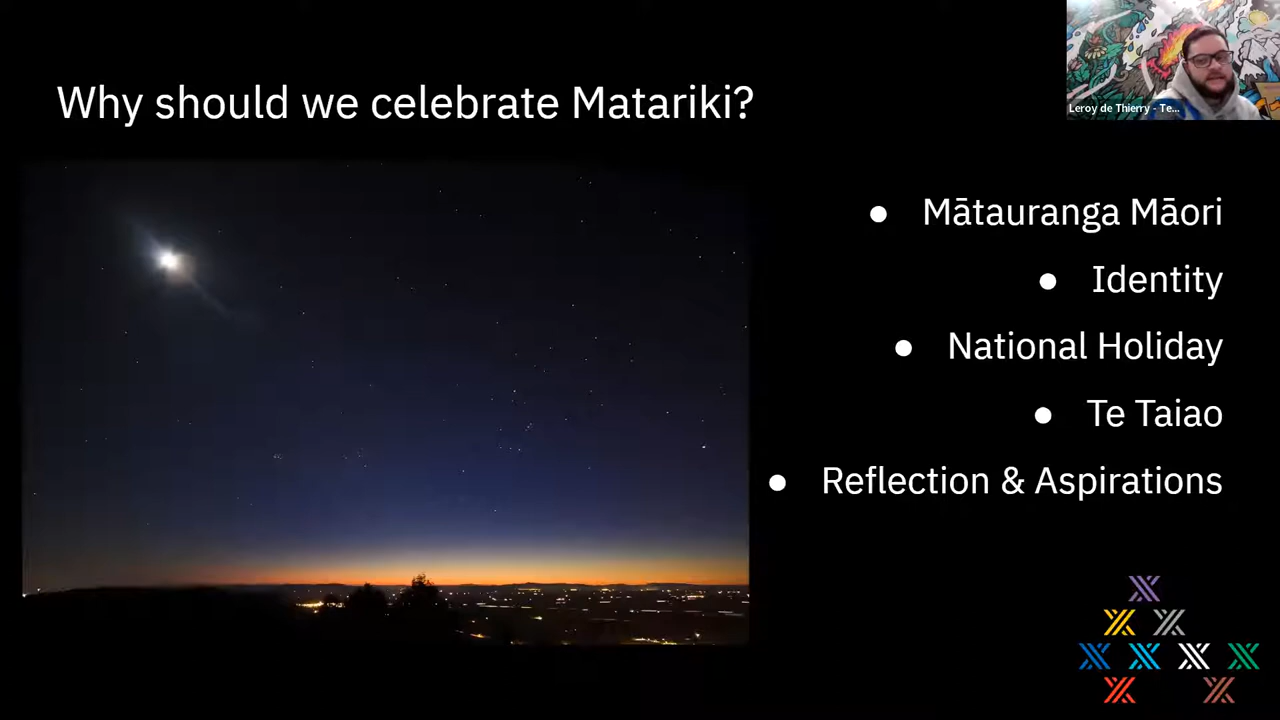 Why should we celebrate Matariki?
Leroy de Thierry - Te...
● Mātauranga Māori
● Identity
● National Holiday
● Te Taiao
● Reflection & Aspirations